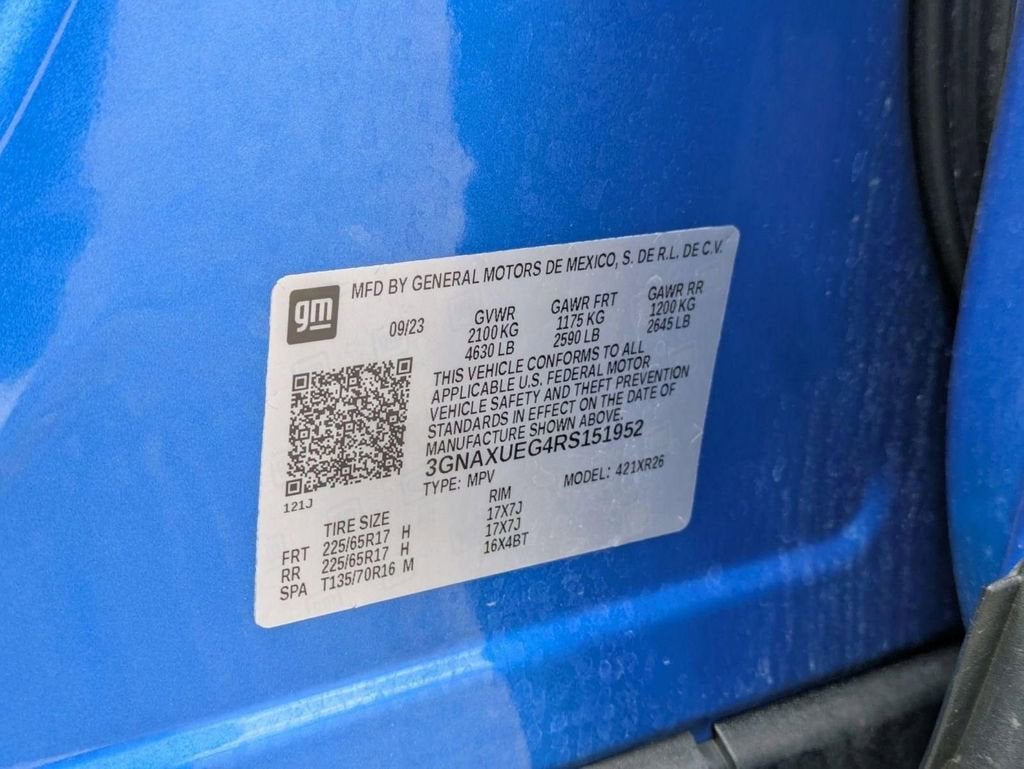 gm
MFD BY GENERAL MOTORS DE MEXICO, S. DE R.L. DE C.V.
09/23 GVWR GAWR FRT GAWR RR
2100 KG 1175 KG 1200 KG
4630 LB 2590 LB 2645 LB
THIS VEHICLE CONFORMS TO ALL
APPLICABLE U.S. FEDERAL MOTOR
VEHICLE SAFETY AND THEFT PREVENTION
STANDARDS IN EFFECT ON THE DATE OF
MANUFACTURE SHOWN ABOVE.
3GNAXUEG4RS151952
TYPE: MPV MODEL: 421XR26
121J
TIRE SIZE RIM
FRT 225/65R17 H 17X7J
RR 225/65R17 H 17X7J
SPA T135/70R16 M 16X4BT